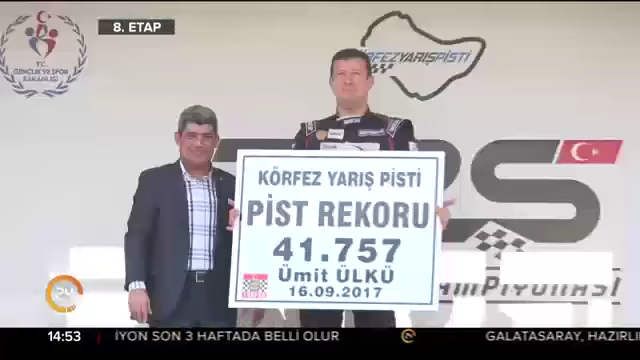 8. ETAP
T.C.
GENÇLİK VE SPOR
BAKANLIĞI
KÖRFEZYARIŞPİSTİ
KÖRFEZ YARIŞ PİSTİ
PİST REKORU
41.757
Ümit ÜLKÜ
16.09.2017
14:53
İYON SON 3 HAFTADA BELLİ OLUR
GALATASARAY, HAZIRL